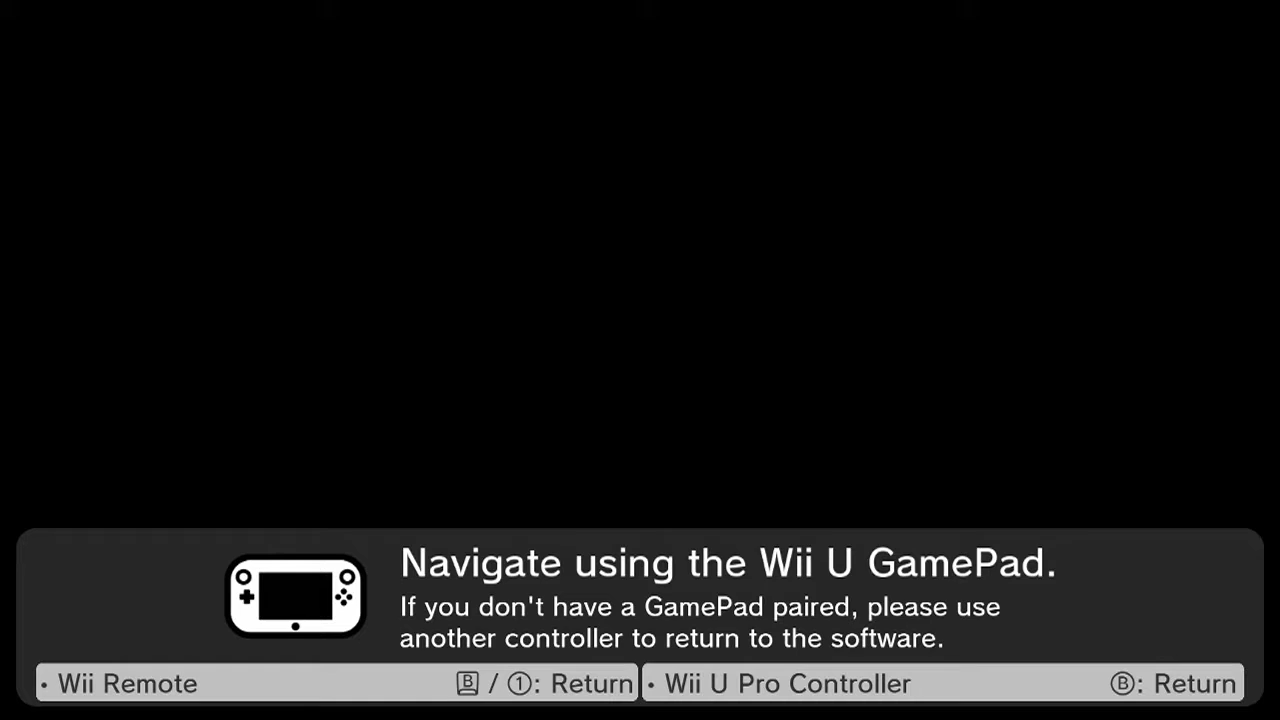 Navigate using the Wii U GamePad.
If you don't have a GamePad paired, please use
another controller to return to the software.
• Wii Remote B / ①: Return • Wii U Pro Controller Ⓑ: Return